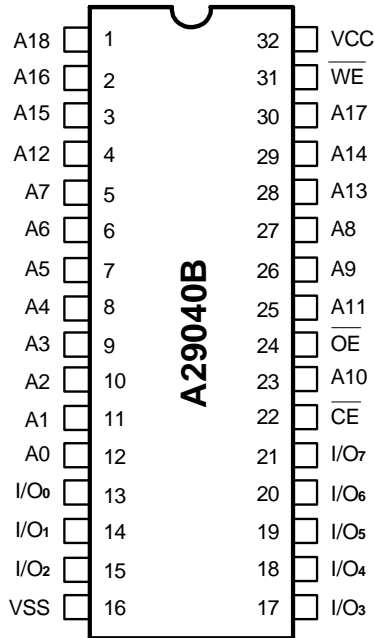 A18 1 32 VCC
A16 2 31 W̅E̅
A15 3 30 A17
A12 4 29 A14
A7 5 28 A13
A6 6 27 A8
A5 7 26 A9
A4 8 25 A11
A3 9 24 O̅E̅
A2 10 23 A10
A1 11 22 C̅E̅
A0 12 21 I/O₇
I/O₀ 13 20 I/O₆
I/O₁ 14 19 I/O₅
I/O₂ 15 18 I/O₄
VSS 16 17 I/O₃
A29040B